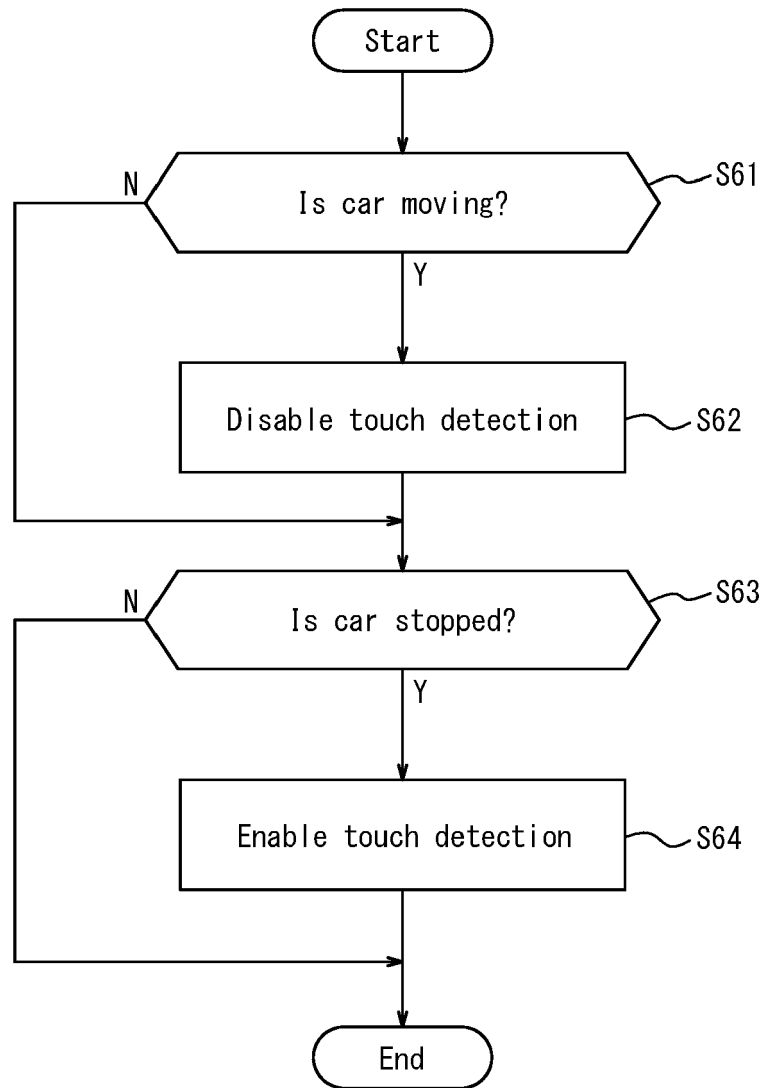 Start
Is car moving?
S61
N
Y
Disable touch detection
S62
Is car stopped?
S63
N
Y
Enable touch detection
S64
End